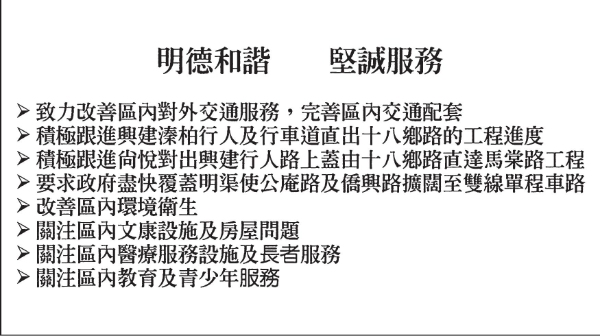 明德和諧　　堅誠服務
➢ 致力改善區內對外交通服務，完善區內交通配套
➢ 積極跟進興建溱柏行人及行車道直出十八鄉路的工程進度
➢ 積極跟進尚悅對出興建行人路上蓋由十八鄉路直達馬棠路工程
➢ 要求政府盡快覆蓋明渠使公庵路及僑興路擴闊至雙線單程車路
➢ 改善區內環境衛生
➢ 關注區內文康設施及房屋問題
➢ 關注區內醫療服務設施及長者服務
➢ 關注區內教育及青少年服務